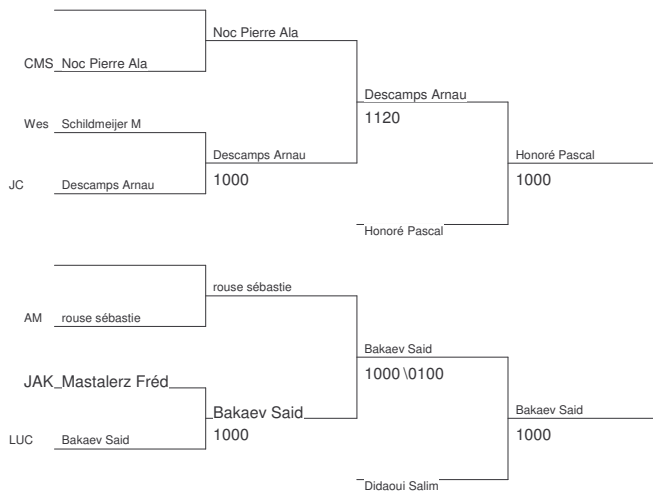 Noc Pierre Ala
CMS Noc Pierre Ala
Descamps Arnau
1120
Wes Schildmeijer M
Descamps Arnau
1000
Honoré Pascal
1000
JC Descamps Arnau
Honoré Pascal
rouse sébastie
AM rouse sébastie
Bakaev Said
1000\0100
JAK Mastalerz Fréd
Bakaev Said
1000
Bakaev Said
1000
LUC Bakaev Said
Didaoui Salim